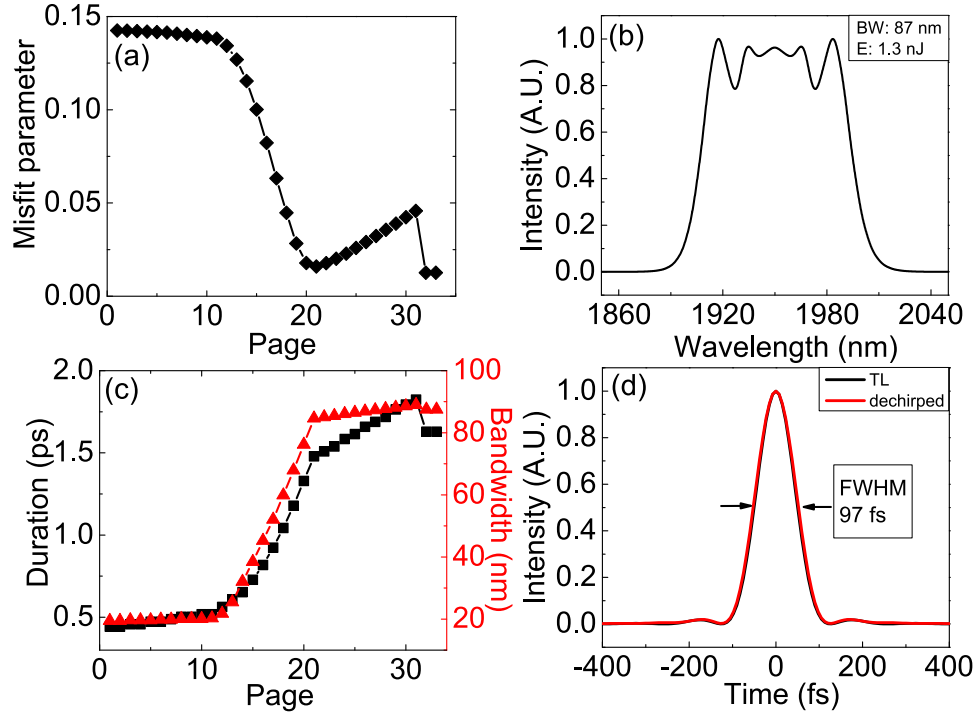 (a)
0.15
0.10
0.05
0.00
Misfit parameter
0
10
20
30
Page
(b)
BW: 87 nm
E: 1.3 nJ
1.0
0.8
0.6
0.4
0.2
0.0
Intensity (A.U.)
1860
1920
1980
2040
Wavelength (nm)
(c)
2.0
1.5
1.0
0.5
Duration (ps)
100
80
60
40
20
Bandwidth (nm)
0
10
20
30
Page
(d)
TL
dechirped
FWHM
97 fs
1.0
0.8
0.6
0.4
0.2
0.0
Intensity (A.U.)
-400
-200
0
200
400
Time (fs)